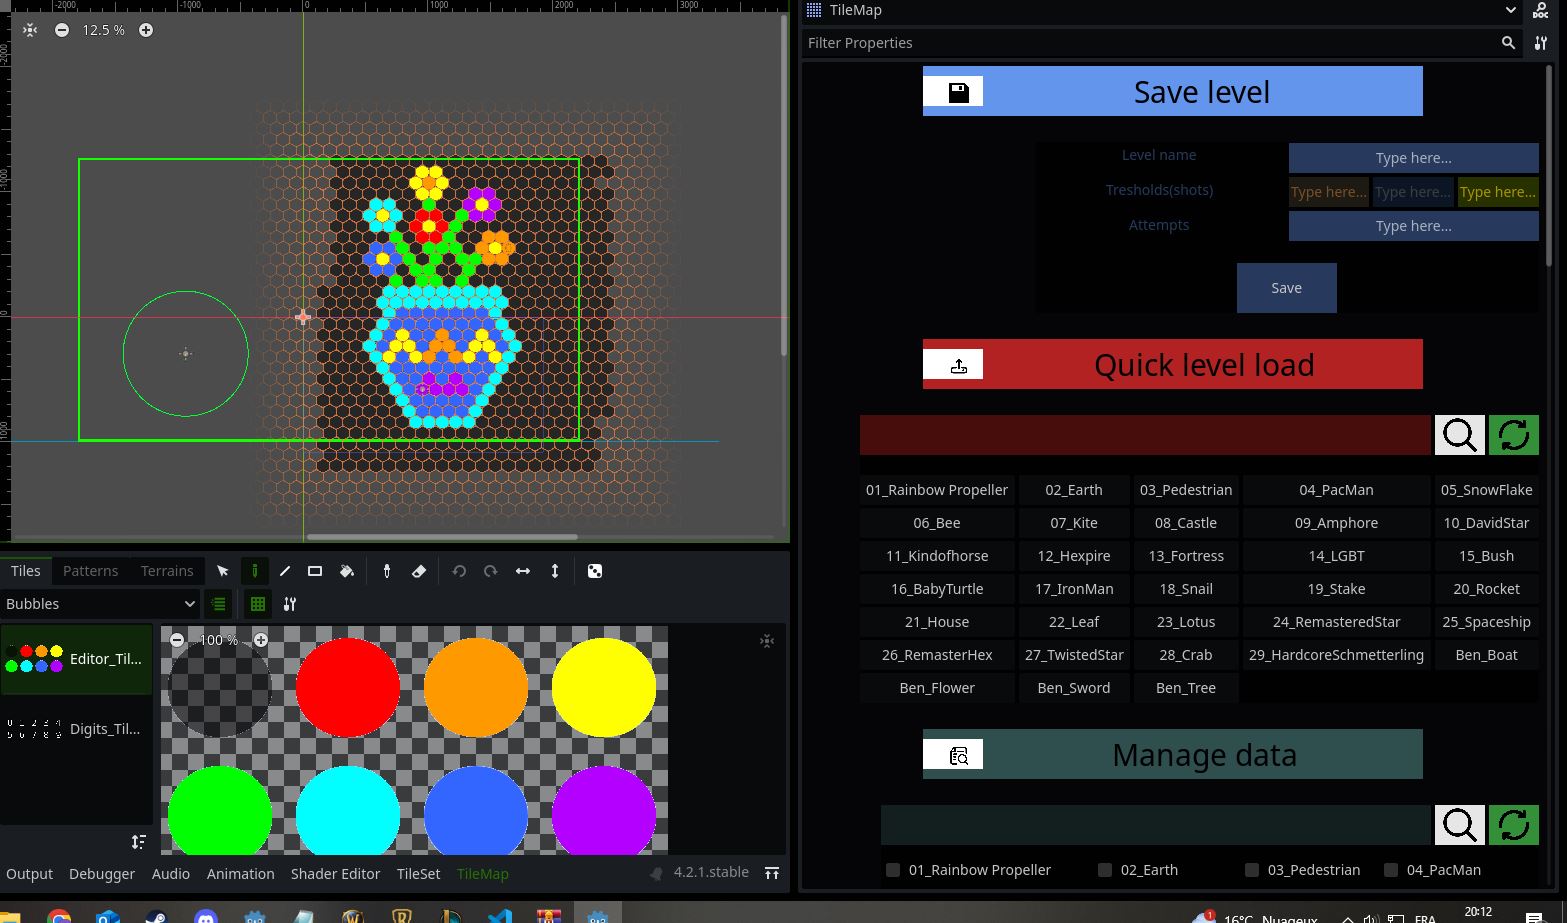 -2000 -1000 0 1000 2000 3000
TileMap
12.5 %
Filter Properties
-2000
-1000
0
1000
Save level
Level name Type here...
Tresholds(shots) Type here... Type here... Type here...
Attempts Type here...
Save
Quick level load
01_Rainbow Propeller 02_Earth 03_Pedestrian 04_PacMan 05_SnowFlake
06_Bee 07_Kite 08_Castle 09_Amphore 10_DavidStar
11_Kindofhorse 12_Hexpire 13_Fortress 14_LGBT 15_Bush
16_BabyTurtle 17_IronMan 18_Snail 19_Stake 20_Rocket
21_House 22_Leaf 23_Lotus 24_RemasteredStar 25_Spaceship
26_RemasterHex 27_TwistedStar 28_Crab 29_HardcoreSchmetterling Ben_Boat
Ben_Flower Ben_Sword Ben_Tree
Manage data
01_Rainbow Propeller 02_Earth 03_Pedestrian 04_PacMan
Tiles Patterns Terrains
Bubbles
100 %
Editor_Til...
Digits_Til...
Output Debugger Audio Animation Shader Editor TileSet TileMap 4.2.1.stable
1 16°C Nuageux FRA 20:12